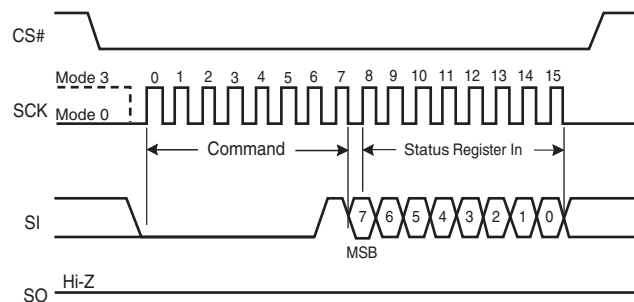 CS#
Mode 3
0 1 2 3 4 5 6 7 8 9 10 11 12 13 14 15
SCK
Mode 0
Command
Status Register In
SI
7 6 5 4 3 2 1 0
MSB
Hi-Z
SO